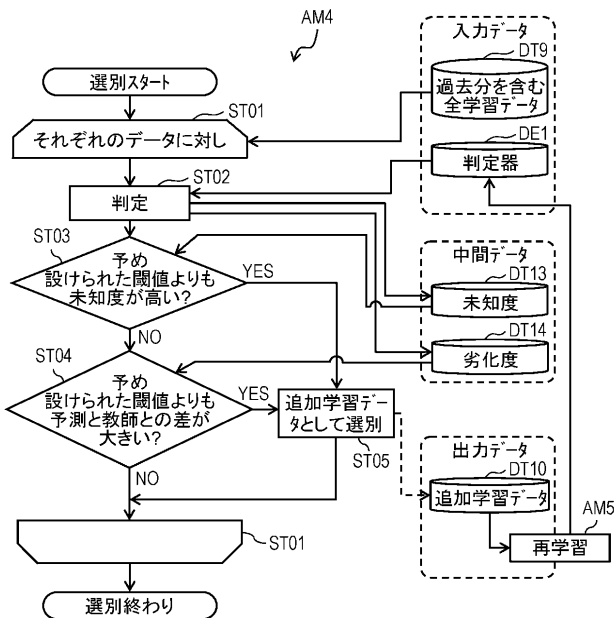 AM4
選別スタート
ST01
それぞれのデータに対し
ST02
判定
ST03
予め
設けられた閾値よりも
未知度が高い?
YES
NO
ST04
予め
設けられた閾値よりも
予測と教師との差が
大きい?
YES
NO
追加学習デー
タとして選別
ST05
ST01
選別終わり
入力データ
DT9
過去分を含む
全学習データ
DE1
判定器
中間データ
DT13
未知度
DT14
劣化度
出力データ
DT10
追加学習データ
AM5
再学習